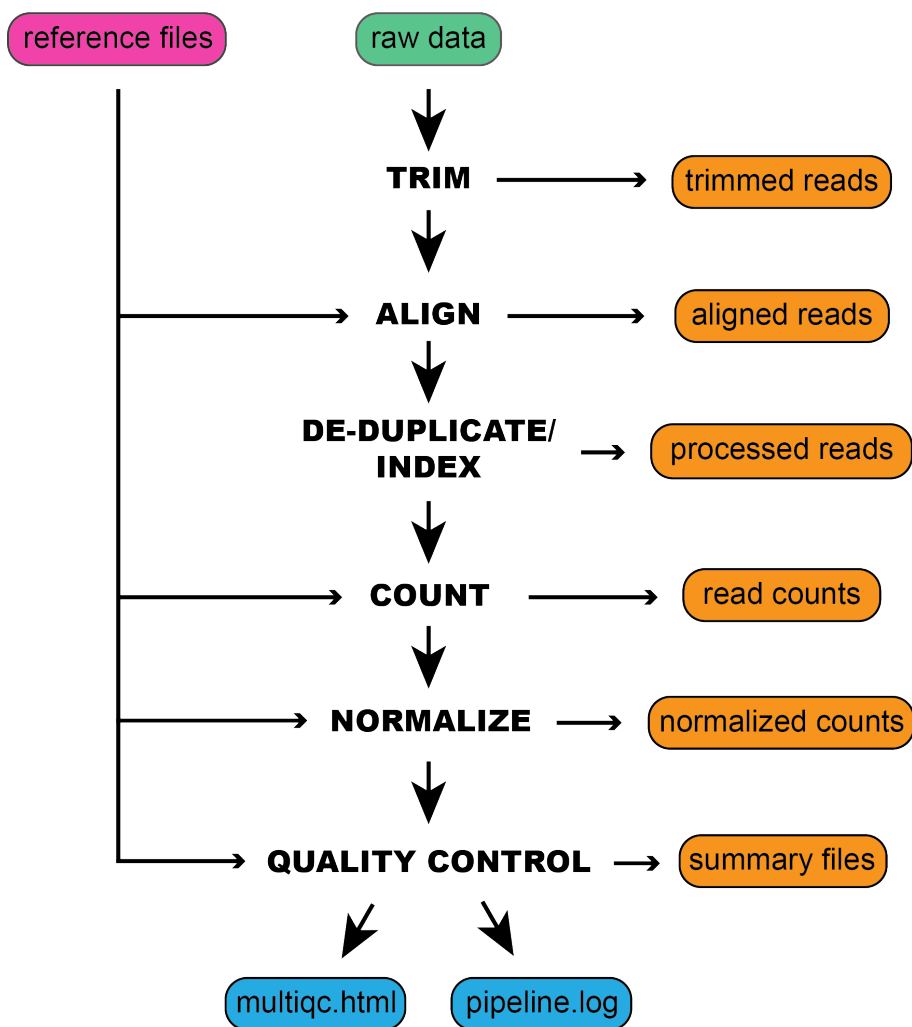 reference files
raw data
TRIM
trimmed reads
ALIGN
aligned reads
DE-DUPLICATE/
INDEX
processed reads
COUNT
read counts
NORMALIZE
normalized counts
QUALITY CONTROL
summary files
multiqc.html
pipeline.log